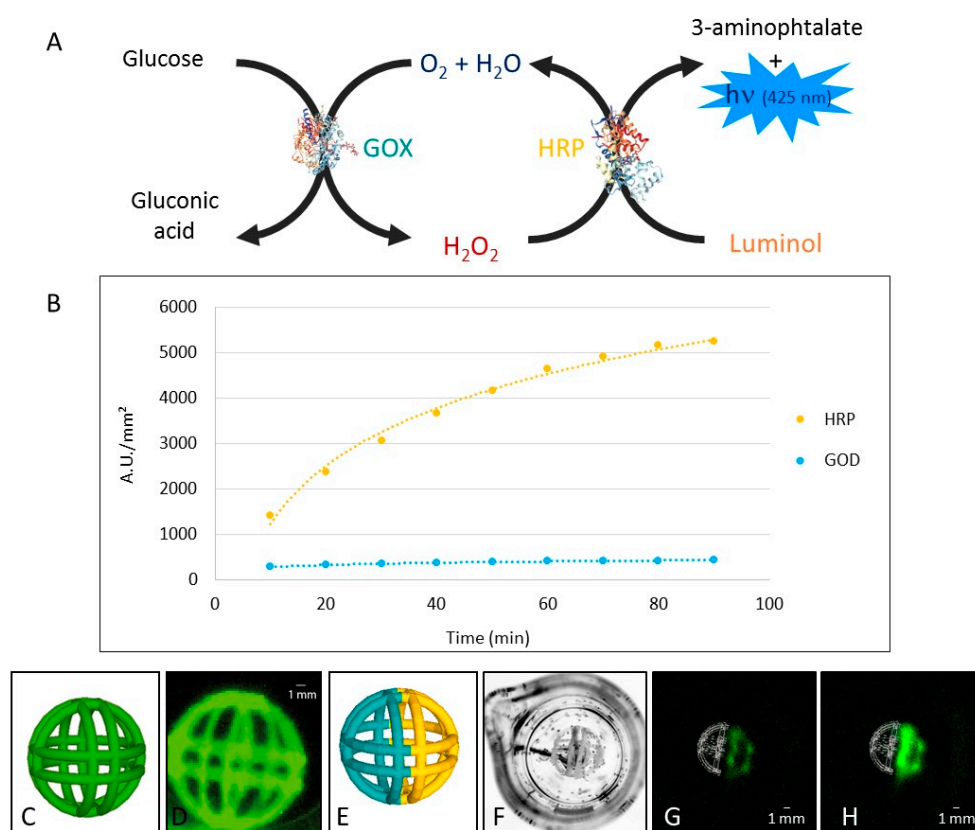 A
Glucose
O₂ + H₂O
3-aminophtalate
+
hν (425 nm)
GOX
HRP
Gluconic
acid
H₂O₂
Luminol
B
6000
5000
4000
3000
2000
1000
0
A.U./mm²
0 20 40 60 80 100
Time (min)
HRP
GOD
C
1 mm
D
E
F
G
1 mm
H
1 mm